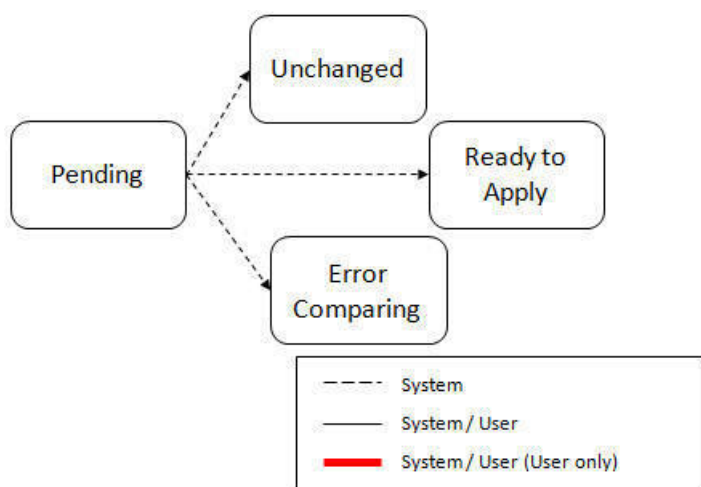 Unchanged
Pending
Ready to
Apply
Error
Comparing
System
System / User
System / User (User only)